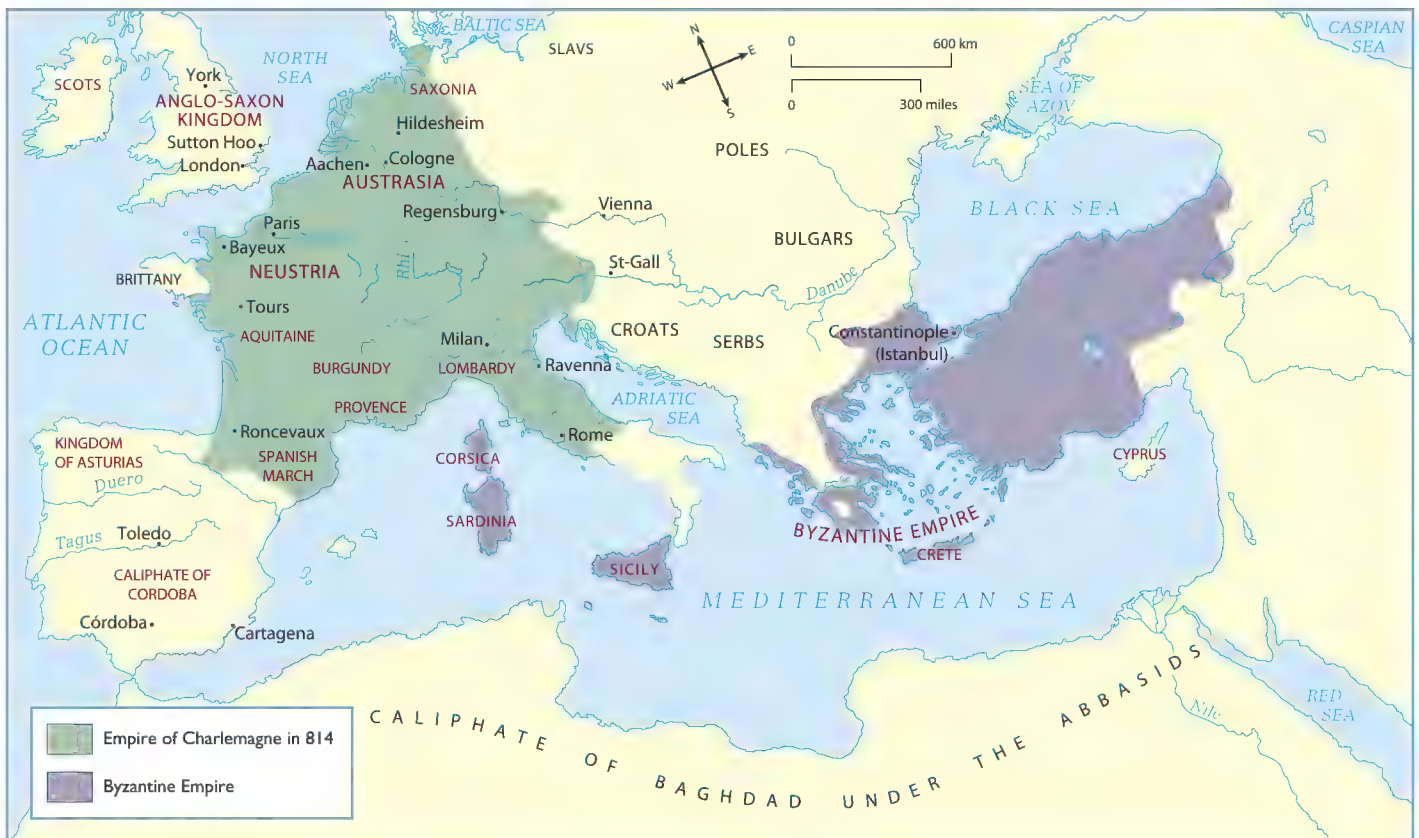 BALTIC SEA
SLAVS
CASPIAN
SEA
NORTH
SEA
N
E
W
S
0
600 km
0
300 miles
SCOTS
York
ANGLO-SAXON
KINGDOM
Sutton Hoo
London
SAXONIA
Hildesheim
Aachen
Cologne
AUSTRASIA
SEA OF
AZOV
POLES
Regensburg
Vienna
BLACK SEA
Paris
Bayeux
BRITTANY
NEUSTRIA
Rhi
BULGARS
St-Gall
Danube
Tours
ATLANTIC
OCEAN
AQUITAINE
Milan
CROATS
SERBS
Constantinople
(Istanbul)
BURGUNDY
LOMBARDY
Ravenna
PROVENCE
ADRIATIC
SEA
Roncevaux
Rome
KINGDOM
OF ASTURIAS
Duero
SPANISH
MARCH
CORSICA
CYPRUS
SARDINIA
Tagus
Toledo
BYZANTINE EMPIRE
CRETE
SICILY
CALIPHATE OF
CORDOBA
MEDITERRANEAN SEA
Córdoba
Cartagena
CALIPHATE OF BAGHDAD UNDER THE ABBASIDS
Nile
RED
SEA
Empire of Charlemagne in 814
Byzantine Empire